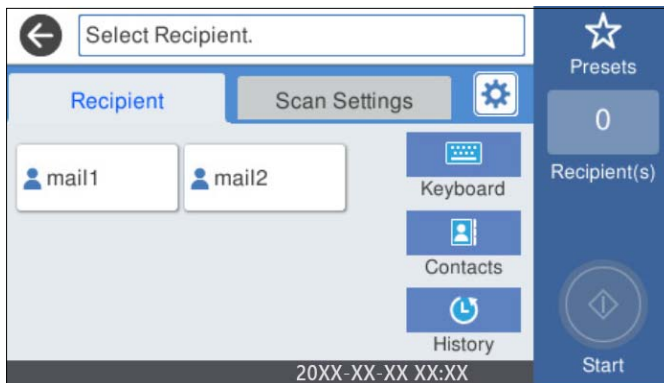 Select Recipient.
Presets
Recipient
Scan Settings
0
Recipient(s)
mail1
mail2
Keyboard
Contacts
History
Start
20XX-XX-XX XX:XX